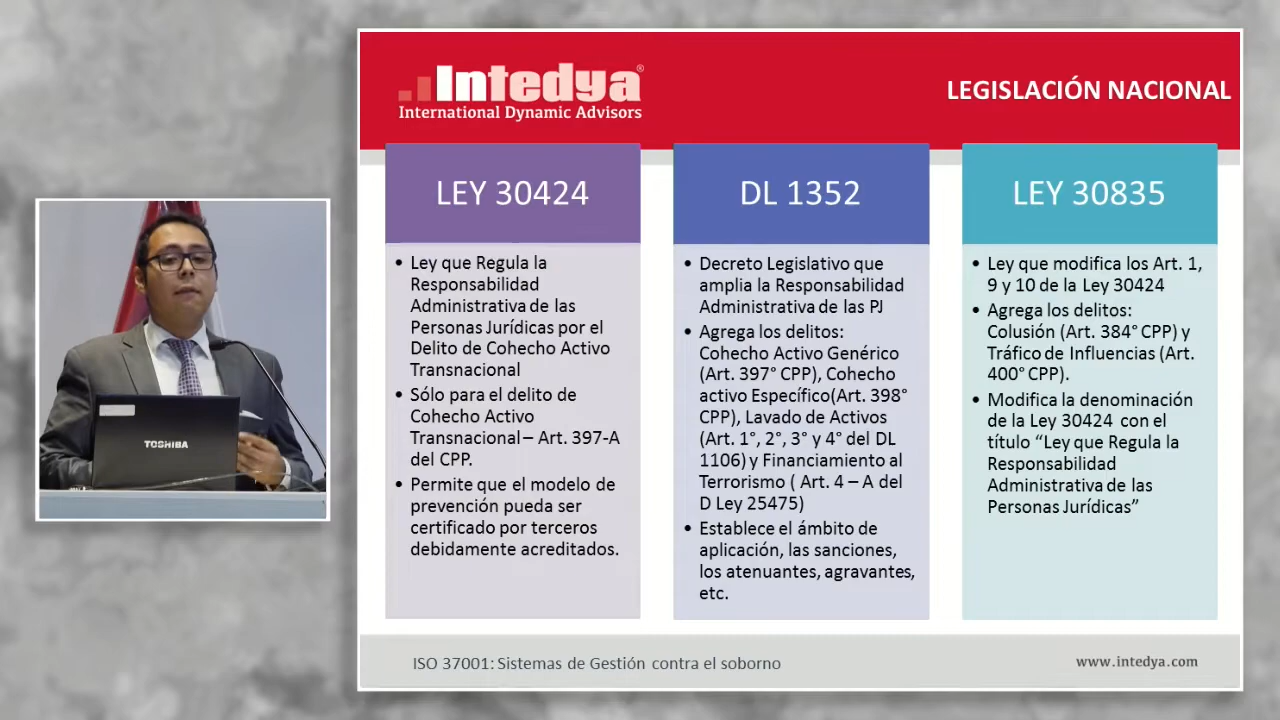 Intedya®
International Dynamic Advisors
LEGISLACIÓN NACIONAL
LEY 30424
• Ley que Regula la
Responsabilidad
Administrativa de las
Personas Jurídicas por el
Delito de Cohecho Activo
Transnacional
• Sólo para el delito de
Cohecho Activo
Transnacional – Art. 397-A
del CPP.
• Permite que el modelo de
prevención pueda ser
certificado por terceros
debidamente acreditados.
DL 1352
• Decreto Legislativo que
amplia la Responsabilidad
Administrativa de las PJ
• Agrega los delitos:
Cohecho Activo Genérico
(Art. 397° CPP), Cohecho
activo Específico(Art. 398°
CPP), Lavado de Activos
(Art. 1°, 2°, 3° y 4° del DL
1106) y Financiamiento al
Terrorismo ( Art. 4 – A del
D Ley 25475)
• Establece el ámbito de
aplicación, las sanciones,
los atenuantes, agravantes,
etc.
LEY 30835
• Ley que modifica los Art. 1,
9 y 10 de la Ley 30424
• Agrega los delitos:
Colusión (Art. 384° CPP) y
Tráfico de Influencias (Art.
400° CPP).
• Modifica la denominación
de la Ley 30424 con el
título “Ley que Regula la
Responsabilidad
Administrativa de las
Personas Jurídicas”
ISO 37001: Sistemas de Gestión contra el soborno
www.intedya.com
TOSHIBA